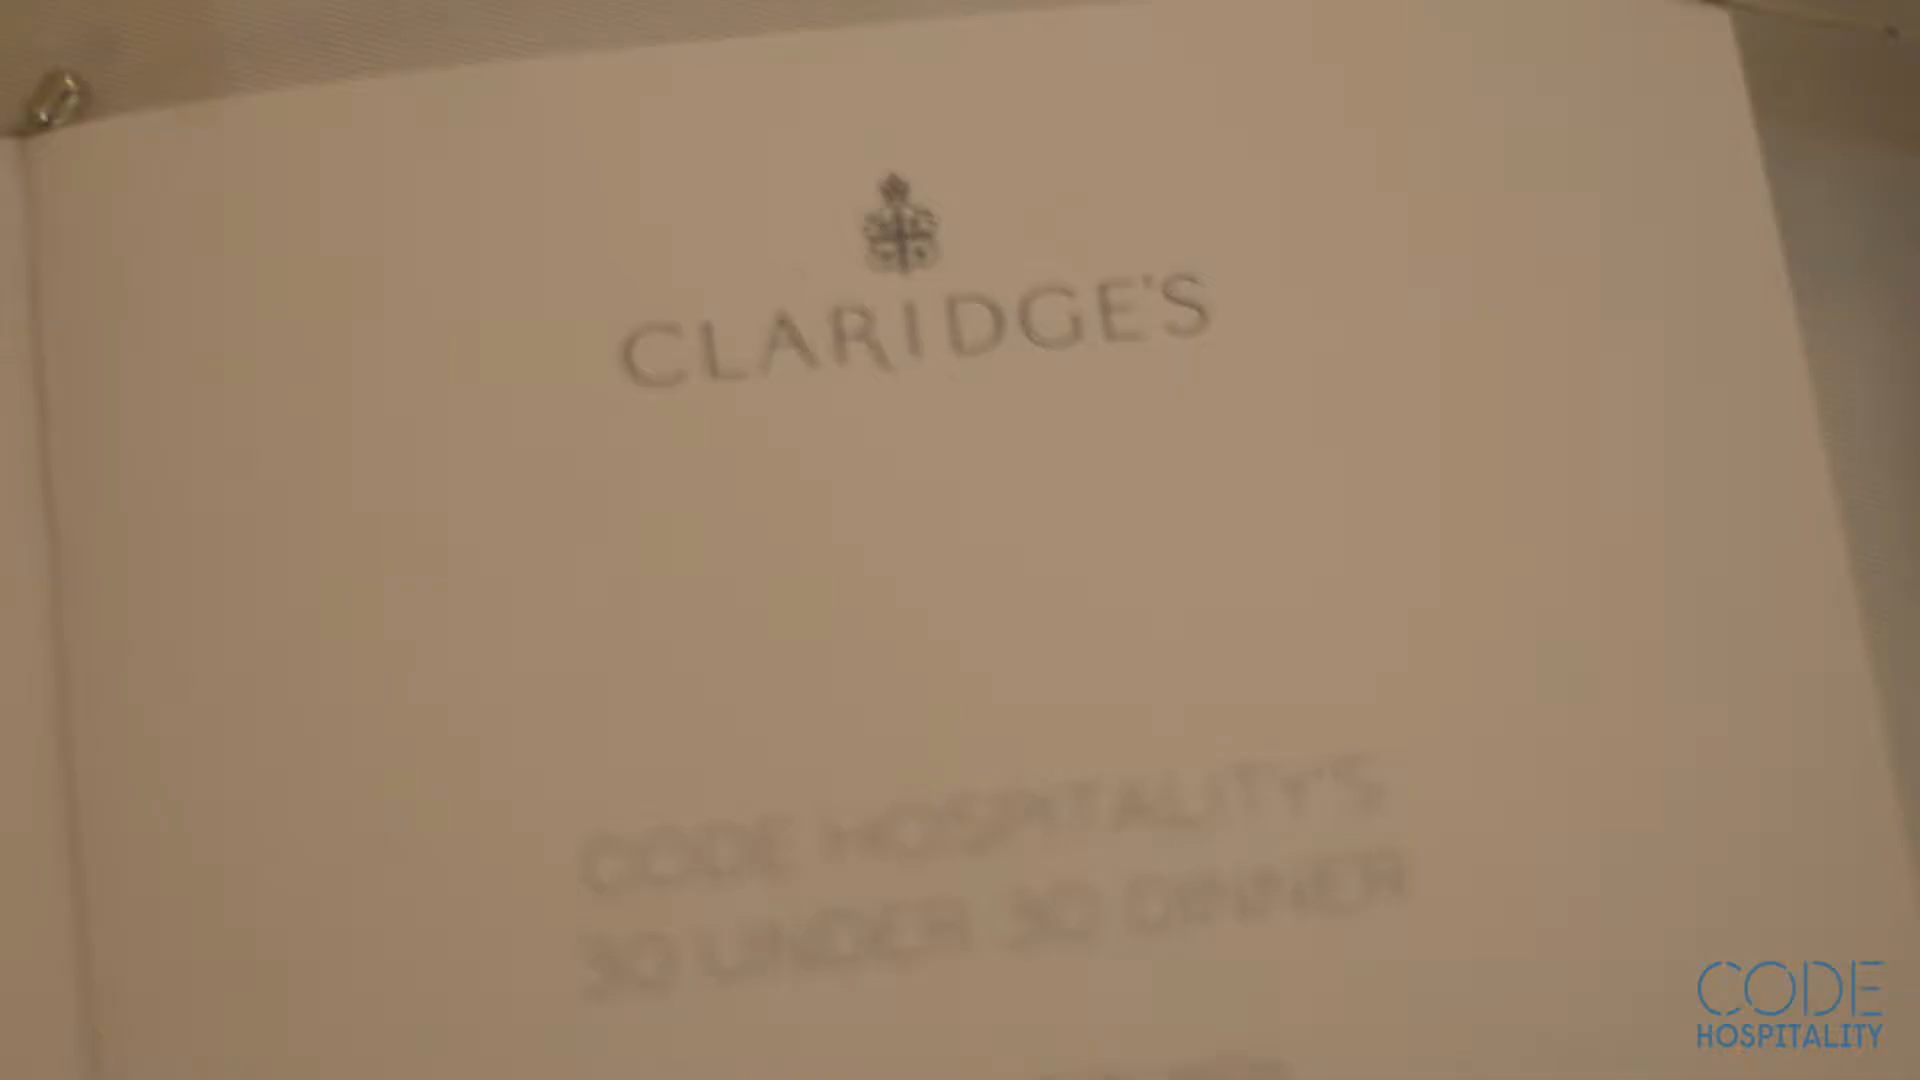 CLARIDGE'S
CODE HOSPITALITY'S
30 UNDER 30 DINNER
CODE
HOSPITALITY